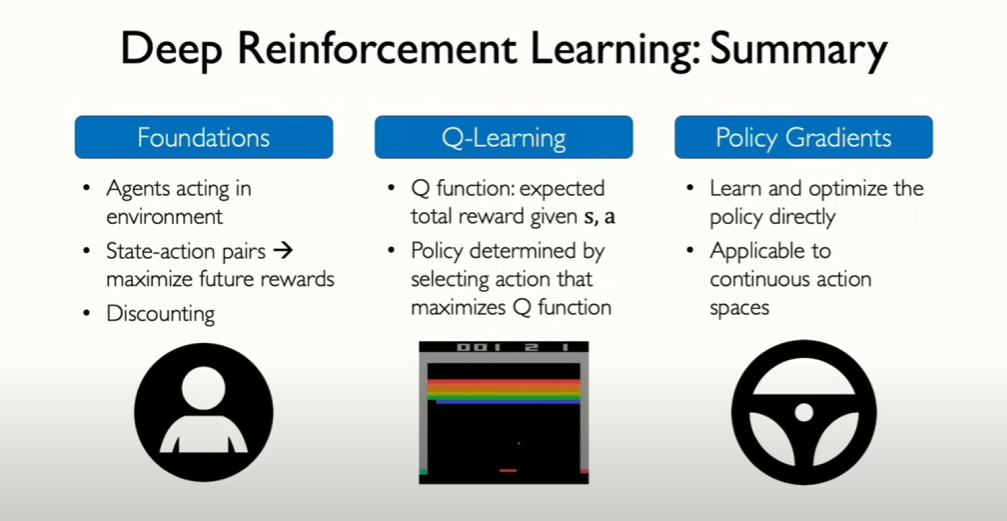 Deep Reinforcement Learning: Summary
Foundations
• Agents acting in
environment
• State-action pairs →
maximize future rewards
• Discounting
Q-Learning
• Q function: expected
total reward given s, a
• Policy determined by
selecting action that
maximizes Q function
001 2 1
Policy Gradients
• Learn and optimize the
policy directly
• Applicable to
continuous action
spaces